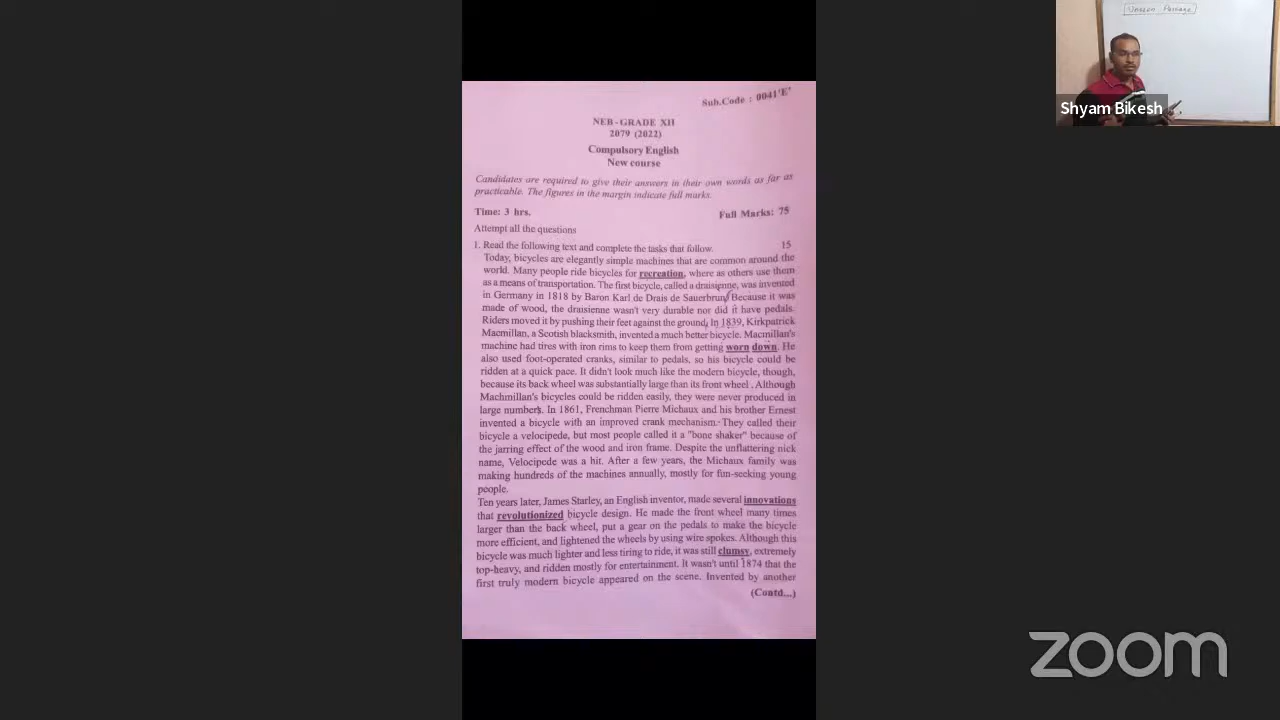 Unseen Passage
Shyam Bikesh
Sub.Code : 0041'E'
NEB - GRADE XII
2079 (2022)
Compulsory English
New course
Candidates are required to give their answers in their own words as far as
practicable. The figures in the margin indicate full marks.
Time: 3 hrs.
Full Marks: 75
Attempt all the questions
1. Read the following text and complete the tasks that follow. 15
Today, bicycles are elegantly simple machines that are common around the
world. Many people ride bicycles for recreation, where as others use them
as a means of transportation. The first bicycle, called a draisienne, was invented
in Germany in 1818 by Baron Karl de Drais de Sauerbrun. Because it was
made of wood, the draisienne wasn't very durable nor did it have pedals.
Riders moved it by pushing their feet against the ground. In 1839, Kirkpatrick
Macmillan, a Scotish blacksmith, invented a much better bicycle. Macmillan's
machine had tires with iron rims to keep them from getting worn down. He
also used foot-operated cranks, similar to pedals, so his bicycle could be
ridden at a quick pace. It didn't look much like the modern bicycle, though,
because its back wheel was substantially large than its front wheel . Although
Machmillan's bicycles could be ridden easily, they were never produced in
large numbers. In 1861, Frenchman Pierre Michaux and his brother Ernest
invented a bicycle with an improved crank mechanism. They called their
bicycle a velocipede, but most people called it a "bone shaker" because of
the jarring effect of the wood and iron frame. Despite the unflattering nick
name, Velocipede was a hit. After a few years, the Michaux family was
making hundreds of the machines annually, mostly for fun-seeking young
people.
Ten years later, James Starley, an English inventor, made several innovations
that revolutionized bicycle design. He made the front wheel many times
larger than the back wheel, put a gear on the pedals to make the bicycle
more efficient, and lightened the wheels by using wire spokes. Although this
bicycle was much lighter and less tiring to ride, it was still clumsy, extremely
top-heavy, and ridden mostly for entertainment. It wasn't until 1874 that the
first truly modern bicycle appeared on the scene. Invented by another
(Contd...)
zoom